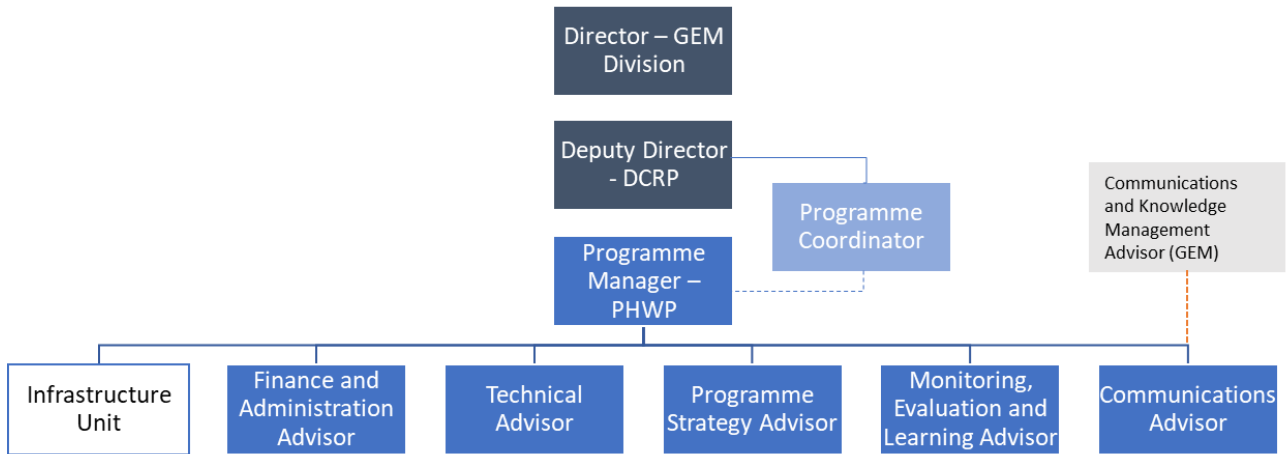 Director – GEM
Division
Deputy Director
- DCRP
Programme
Coordinator
Communications
and Knowledge
Management
Advisor (GEM)
Programme
Manager –
PHWP
Infrastructure
Unit
Finance and
Administration
Advisor
Technical
Advisor
Programme
Strategy Advisor
Monitoring,
Evaluation and
Learning Advisor
Communications
Advisor